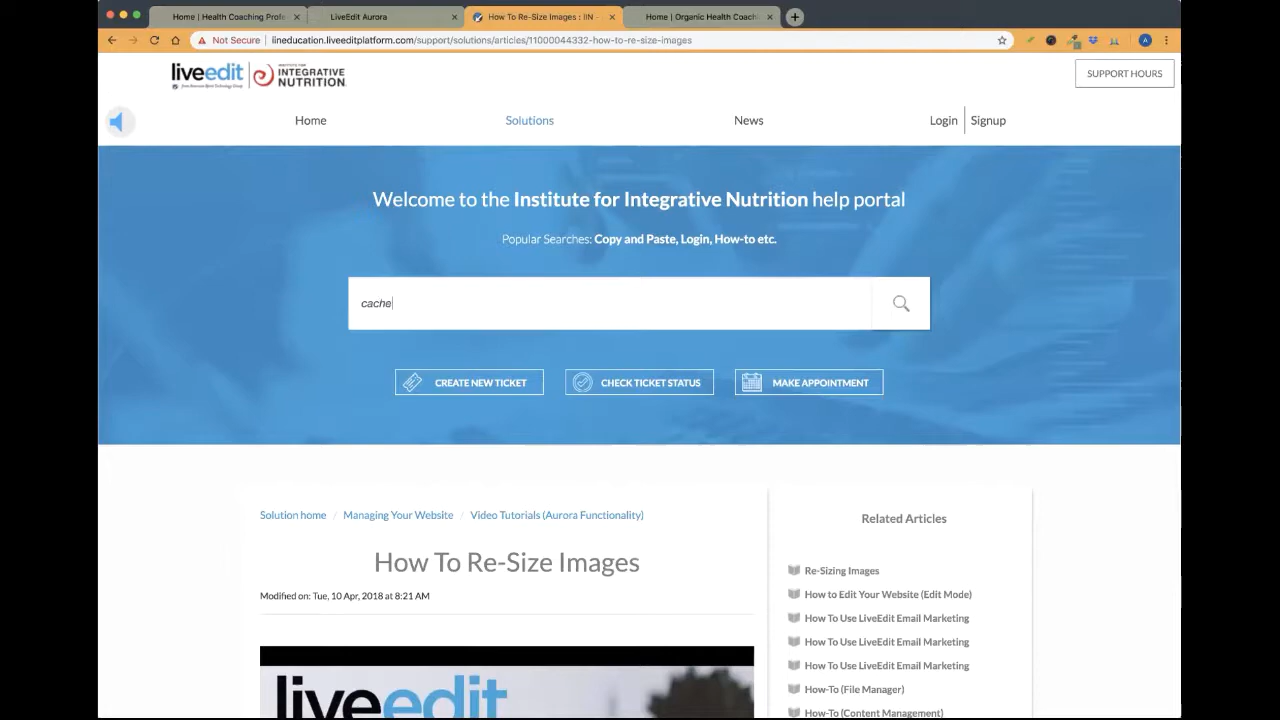 Home | Health Coaching Profe
LiveEdit Aurora
How To Re-Size Images : IIN -
Home | Organic Health Coach
Not Secure | iineducation.liveeditplatform.com/support/solutions/articles/11000044332-how-to-re-size-images
liveedit
INSTITUTE FOR
INTEGRATIVE
NUTRITION
SUPPORT HOURS
Home
Solutions
News
Login
Signup
Welcome to the Institute for Integrative Nutrition help portal
Popular Searches: Copy and Paste, Login, How-to etc.
cache
CREATE NEW TICKET
CHECK TICKET STATUS
MAKE APPOINTMENT
Solution home / Managing Your Website / Video Tutorials (Aurora Functionality)
How To Re-Size Images
Modified on: Tue, 10 Apr, 2018 at 8:21 AM
liveedit
Related Articles
Re-Sizing Images
How to Edit Your Website (Edit Mode)
How To Use LiveEdit Email Marketing
How To Use LiveEdit Email Marketing
How To Use LiveEdit Email Marketing
How-To (File Manager)
How-To (Content Management)